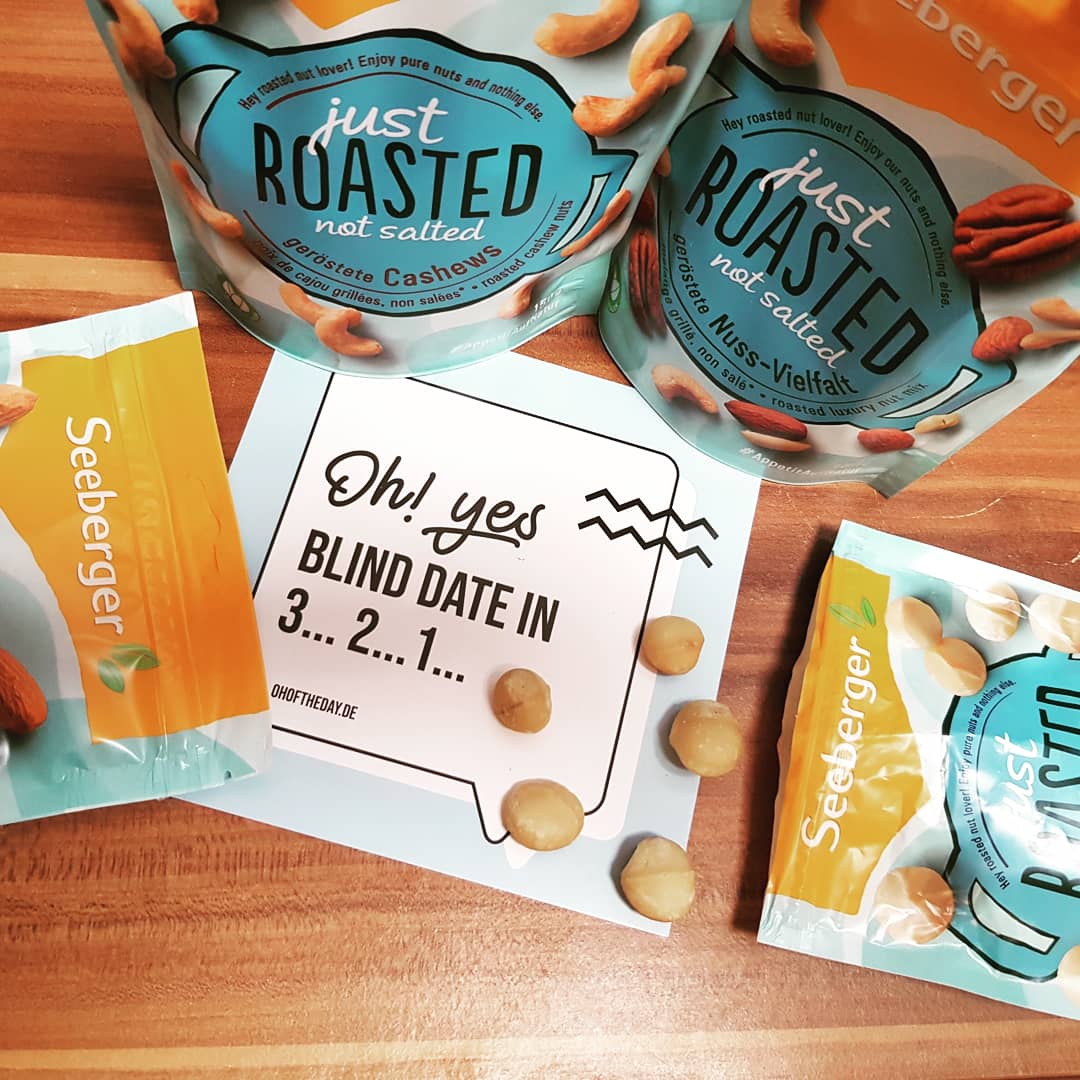 Hey roasted nut lover! Enjoy pure nuts and nothing else.
just
ROASTED
not salted
geröstete Cashews
noix de cajou grillées, non salées* • roasted cashew nuts
Seeberger
Hey roasted nut lover! Enjoy our nuts and nothing else.
just
ROASTED
not salted
geröstete Nuss-Vielfalt
grillé, non salé* • roasted luxury nut mix
Seeberger
Oh! yes
BLIND DATE IN
3... 2... 1...
OHOFTHEDAY.DE
Seeberger
Hey roasted nut lover! Enjoy pure nuts and nothing else.
just
ROASTED